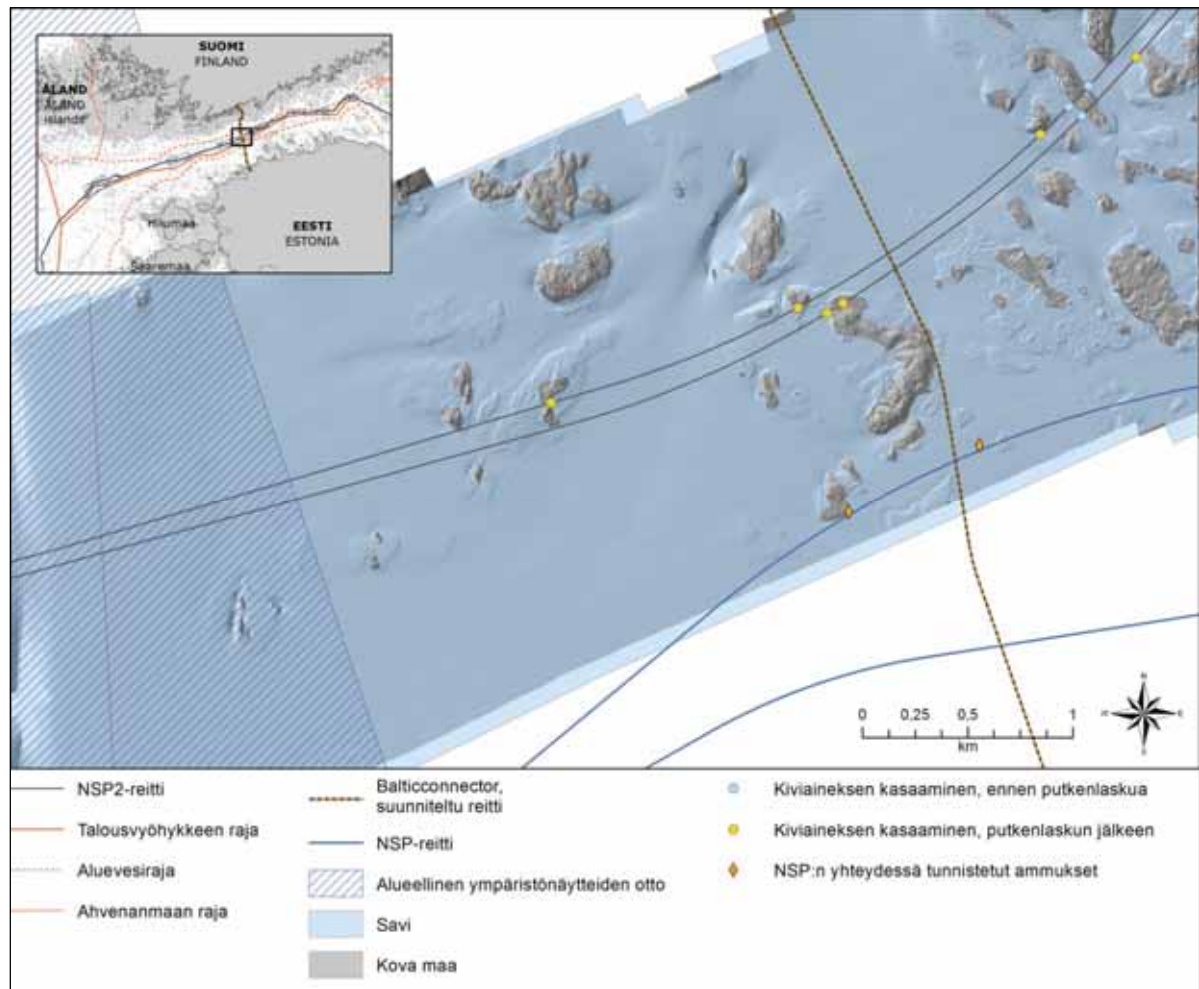 SUOMI
FINLAND
ÅLAND
ÅLAND
islands
Hiiumaa
Saaremaa
EESTI
ESTONIA
0 0,25 0,5 1
km
N
S
NSP2-reitti
Talousvyöhykkeen raja
Aluevesiraja
Ahvenanmaan raja
Balticconnector,
suunniteltu reitti
NSP-reitti
Alueellinen ympäristönäytteiden otto
Savi
Kova maa
Kiviaineksen kasaaminen, ennen putkenlaskua
Kiviaineksen kasaaminen, putkenlaskun jälkeen
NSP:n yhteydessä tunnistetut ammukset